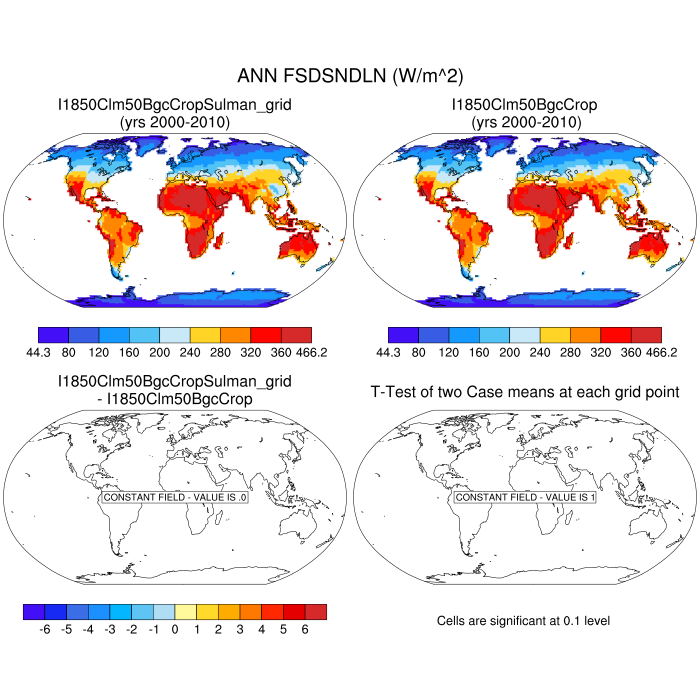 ANN FSDSNDLN (W/m^2)
I1850Clm50BgcCropSulman_grid
(yrs 2000-2010)
I1850Clm50BgcCrop
(yrs 2000-2010)
44.3 80 120 160 200 240 280 320 360 466.2
44.3 80 120 160 200 240 280 320 360 466.2
I1850Clm50BgcCropSulman_grid
- I1850Clm50BgcCrop
T-Test of two Case means at each grid point
CONSTANT FIELD - VALUE IS .0
CONSTANT FIELD - VALUE IS 1
-6 -5 -4 -3 -2 -1 0 1 2 3 4 5 6
Cells are significant at 0.1 level